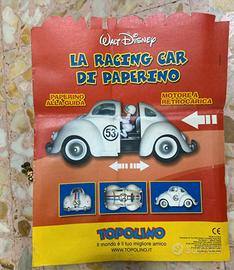 WALT DISNEY
LA RACING CAR
DI PAPERINO
PAPERINO
ALLA GUIDA
MOTORE A
RETROCARICA
53
TOPOLINO
Il mondo è il tuo migliore amico
WWW.TOPOLINO.IT
CE